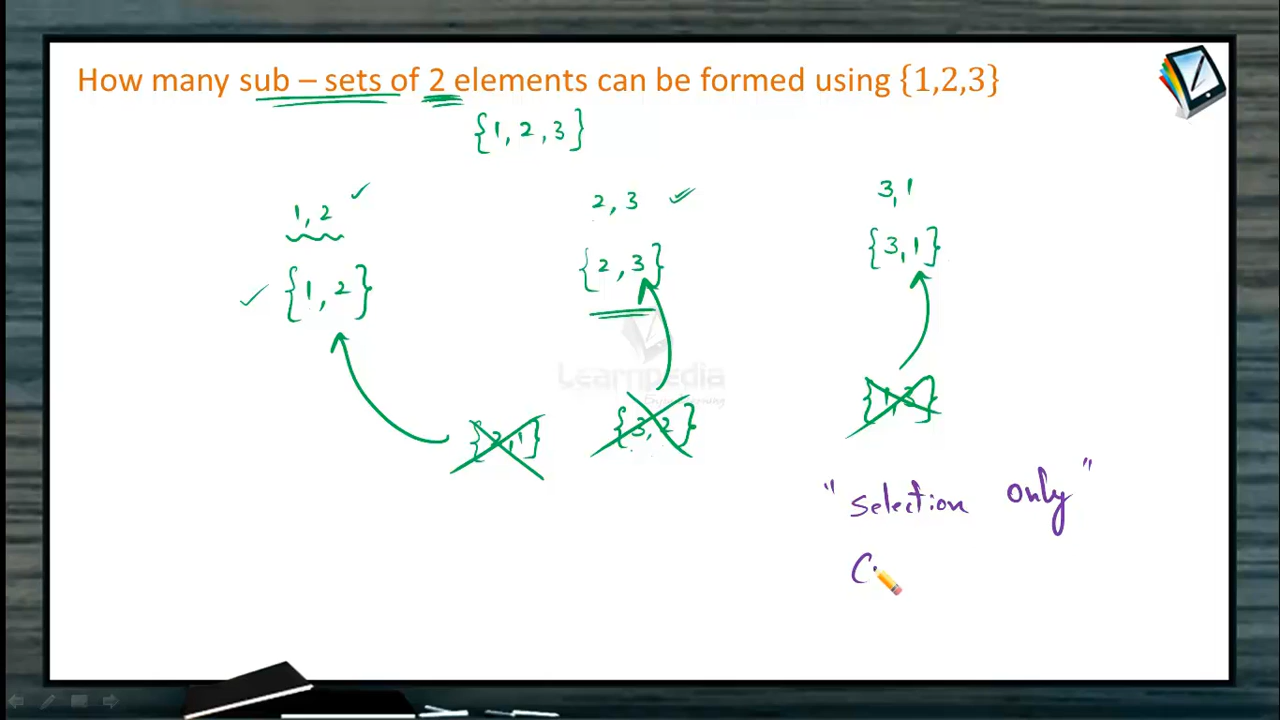 How many sub – sets of 2 elements can be formed using {1,2,3}
{1, 2, 3}
1, 2
2, 3
3, 1
{1, 2}
{2, 3}
{3, 1}
{2, 1}
{3, 2}
{1, 3}
Learnpedia
"Selection only"
C